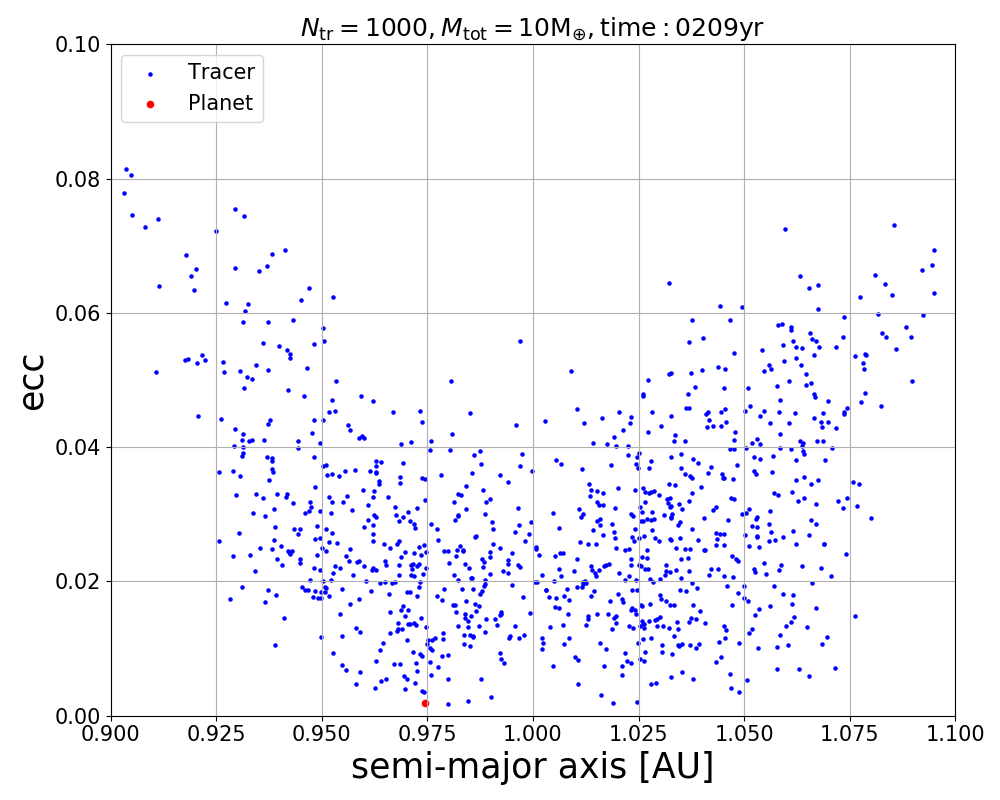 N_tr = 1000, M_tot = 10M_⊕, time : 0209yr
Tracer
Planet
0.10
0.08
0.06
0.04
0.02
0.00
ecc
0.900 0.925 0.950 0.975 1.000 1.025 1.050 1.075 1.100
semi-major axis [AU]